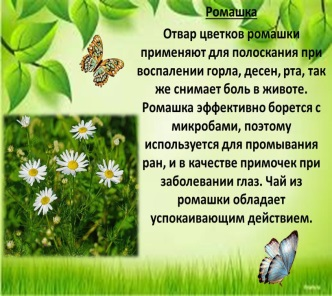 Ромашка
Отвар цветков ромашки
применяют для полоскания при
воспалении горла, десен, рта, так
же снимает боль в животе.
Ромашка эффективно борется с
микробами, поэтому
используется для промывания
ран, и в качестве примочек при
заболевании глаз. Чай из
ромашки обладает
успокаивающим действием.